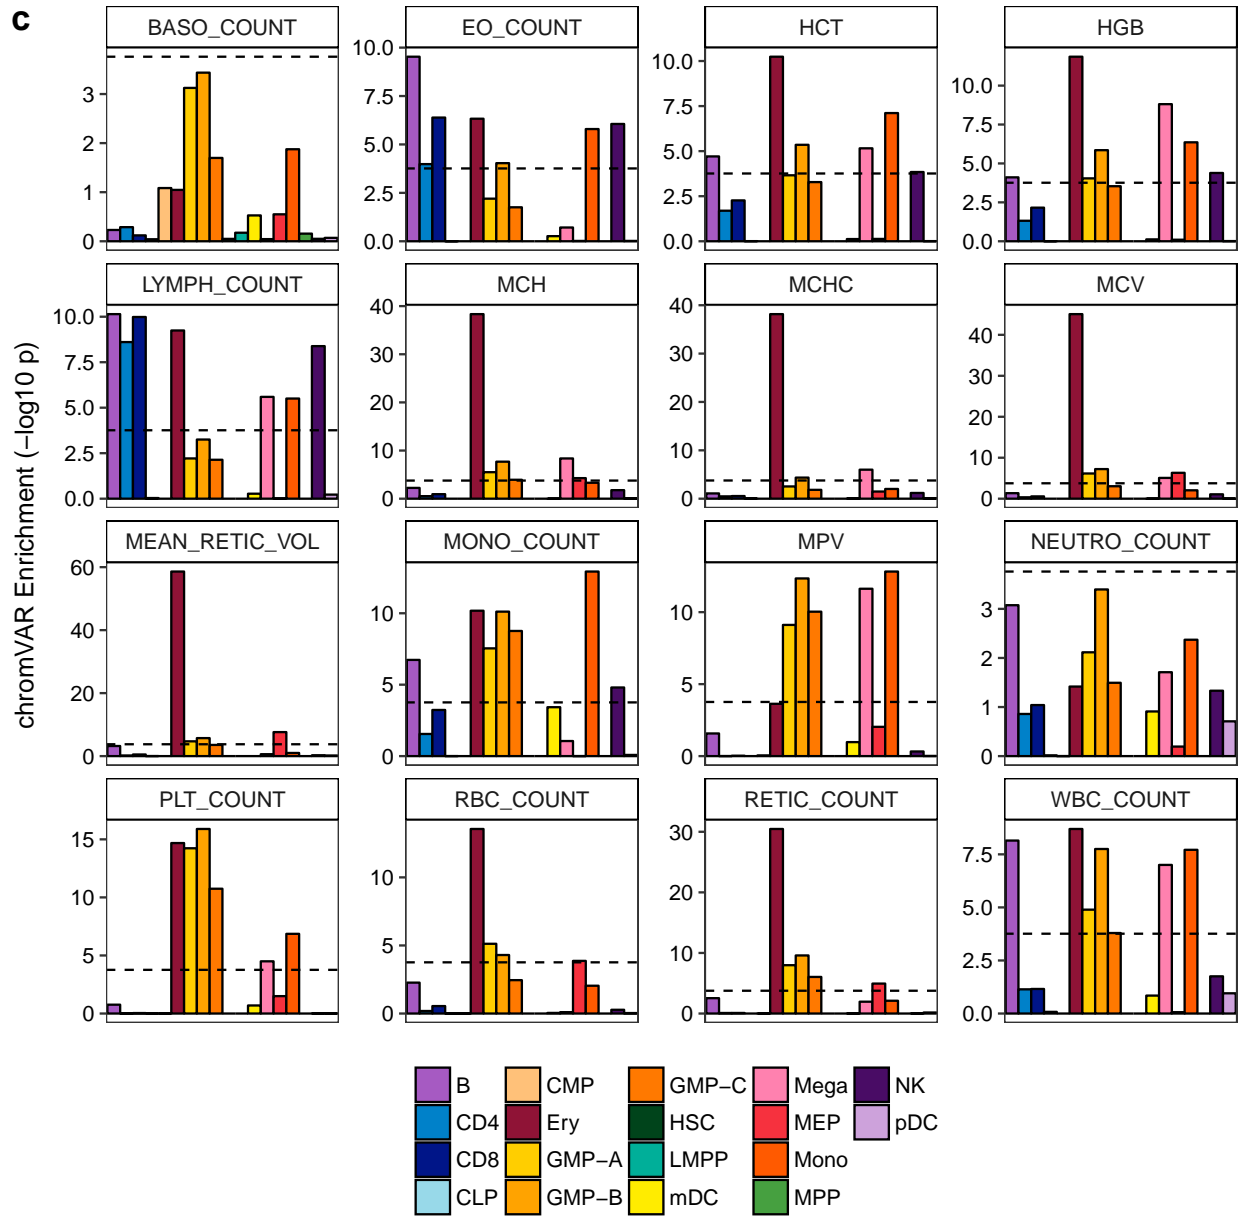 c
BASO_COUNT EO_COUNT HCT HGB
3 2 1 0
10.0 7.5 5.0 2.5 0.0
10.0 7.5 5.0 2.5 0.0
10.0 7.5 5.0 2.5 0.0
LYMPH_COUNT MCH MCHC MCV
10.0 7.5 5.0 2.5 0.0
40 30 20 10 0
40 30 20 10 0
40 30 20 10 0
chromVAR Enrichment (−log10 p)
MEAN_RETIC_VOL MONO_COUNT MPV NEUTRO_COUNT
60 40 20 0
10 5 0
10 5 0
3 2 1 0
PLT_COUNT RBC_COUNT RETIC_COUNT WBC_COUNT
15 10 5 0
10 5 0
30 20 10 0
7.5 5.0 2.5 0.0
B CMP GMP−C Mega NK
CD4 Ery HSC MEP pDC
CD8 GMP−A LMPP Mono
CLP GMP−B mDC MPP